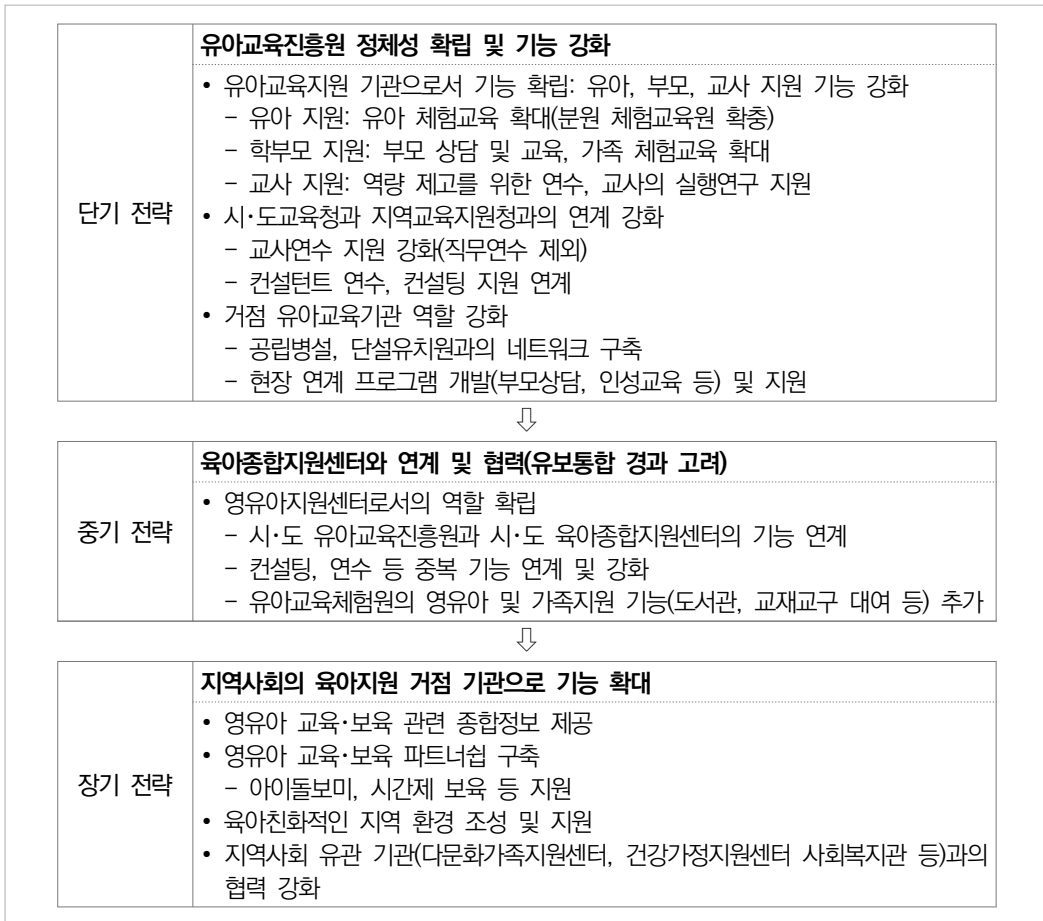 유아교육진흥원 정체성 확립 및 기능 강화
단기 전략
• 유아교육지원 기관으로서 기능 확립: 유아, 부모, 교사 지원 기능 강화
- 유아 지원: 유아 체험교육 확대(분원 체험교육원 확충)
- 학부모 지원: 부모 상담 및 교육, 가족 체험교육 확대
- 교사 지원: 역량 제고를 위한 연수, 교사의 실행연구 지원
• 시·도교육청과 지역교육지원청과의 연계 강화
- 교사연수 지원 강화(직무연수 제외)
- 컨설턴트 연수, 컨설팅 지원 연계
• 거점 유아교육기관 역할 강화
- 공립병설, 단설유치원과의 네트워크 구축
- 현장 연계 프로그램 개발(부모상담, 인성교육 등) 및 지원
⇩
육아종합지원센터와 연계 및 협력(유보통합 경과 고려)
중기 전략
• 영유아지원센터로서의 역할 확립
- 시·도 유아교육진흥원과 시·도 육아종합지원센터의 기능 연계
- 컨설팅, 연수 등 중복 기능 연계 및 강화
- 유아교육체험원의 영유아 및 가족지원 기능(도서관, 교재교구 대여 등) 추가
⇩
지역사회의 육아지원 거점 기관으로 기능 확대
장기 전략
• 영유아 교육·보육 관련 종합정보 제공
• 영유아 교육·보육 파트너쉽 구축
- 아이돌보미, 시간제 보육 등 지원
• 육아친화적인 지역 환경 조성 및 지원
• 지역사회 유관 기관(다문화가족지원센터, 건강가정지원센터 사회복지관 등)과의
협력 강화